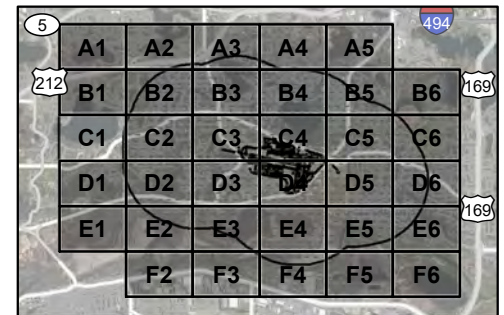 5
494
A1 A2 A3 A4 A5
212 B1 B2 B3 B4 B5 B6 169
C1 C2 C3 C4 C5 C6
D1 D2 D3 D4 D5 D6
E1 E2 E3 E4 E5 E6 169
F2 F3 F4 F5 F6